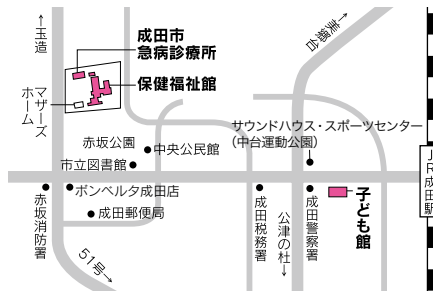 ←玉造
成田市
急病診療所
保健福祉館
マザーズ
ホーム
→美郷台
赤坂公園
中央公民館
市立図書館
サウンドハウス・スポーツセンター
(中台運動公園)
JR成田駅
ボンベルタ成田店
成田郵便局
赤坂消防署
51号→
成田税務署
公津の杜→
成田警察署
子ども館